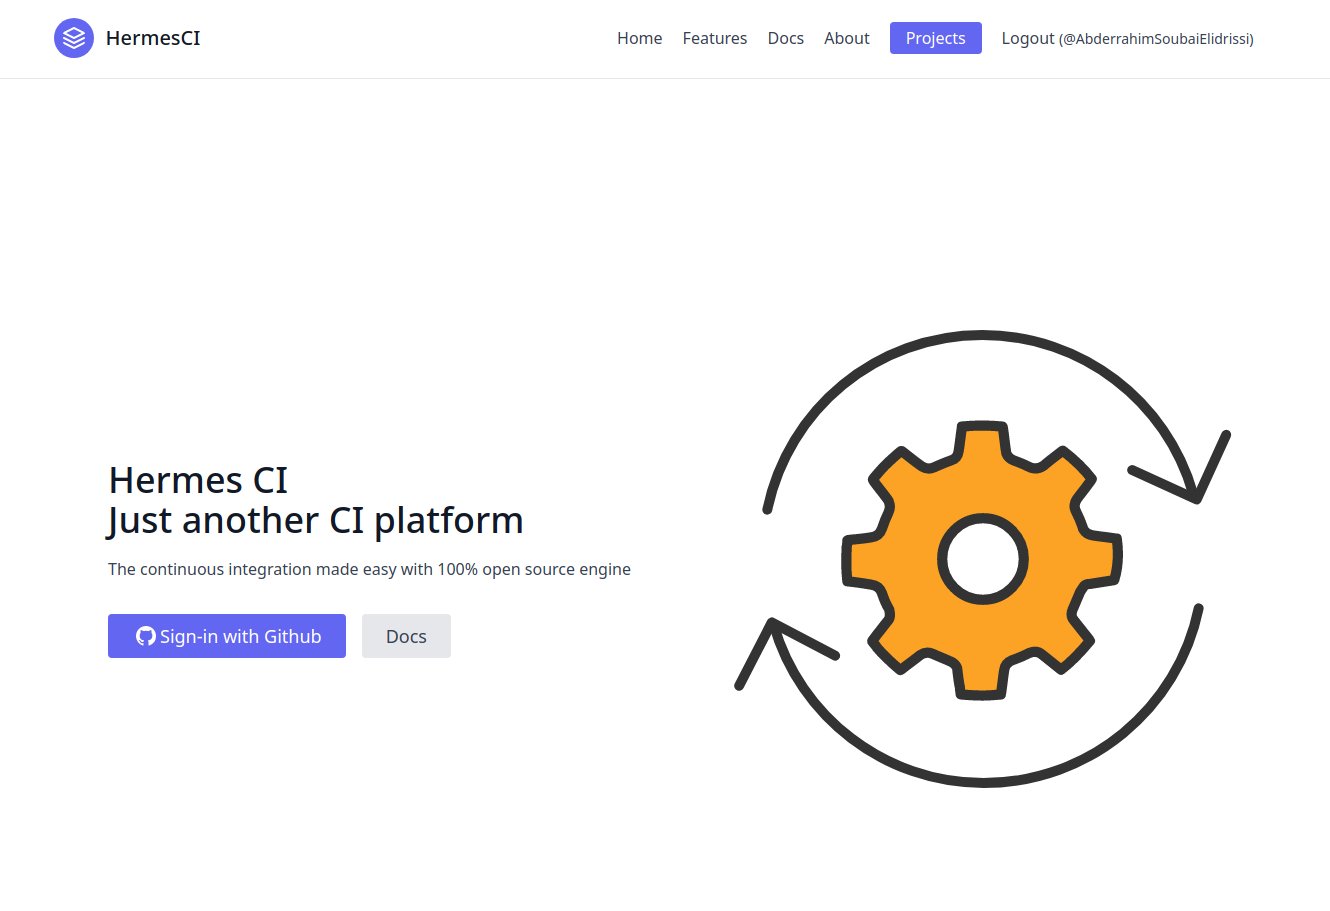 HermesCI
Home Features Docs About Projects Logout (@AbderrahimSoubaiElidrissi)
Hermes CI
Just another CI platform
The continuous integration made easy with 100% open source engine
Sign-in with Github Docs